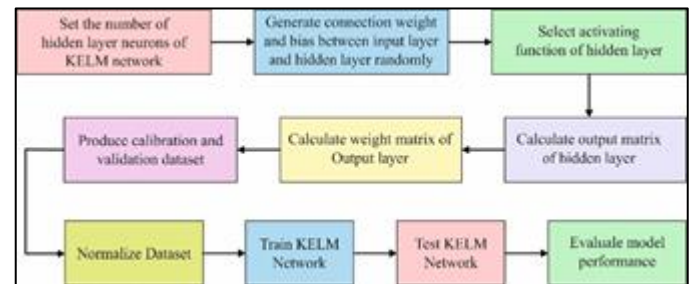 Set the number of
hidden layer neurons of
KELM network
Generate connection weight
and bias between input layer
and hidden layer randomly
Select activating
function of hidden layer
Calculate output matrix
of hidden layer
Calculate weight matrix of
Output layer
Produce calibration and
validation dataset
Normalize Dataset
Train KELM
Network
Test KELM
Network
Evaluale model
performance